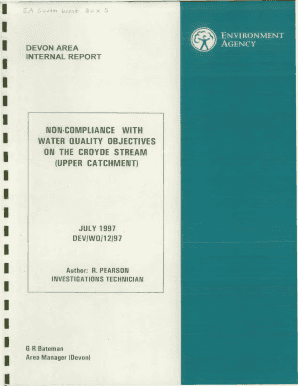 ENVIRONMENT
AGENCY
DEVON AREA
INTERNAL REPORT
NON-COMPLIANCE WITH
WATER QUALITY OBJECTIVES
ON THE CROYDE STREAM
(UPPER CATCHMENT)
JULY 1997
DEV/WQ/12/97
Author: R. PEARSON
INVESTIGATIONS TECHNICIAN
G R Bateman
Area Manager (Devon)